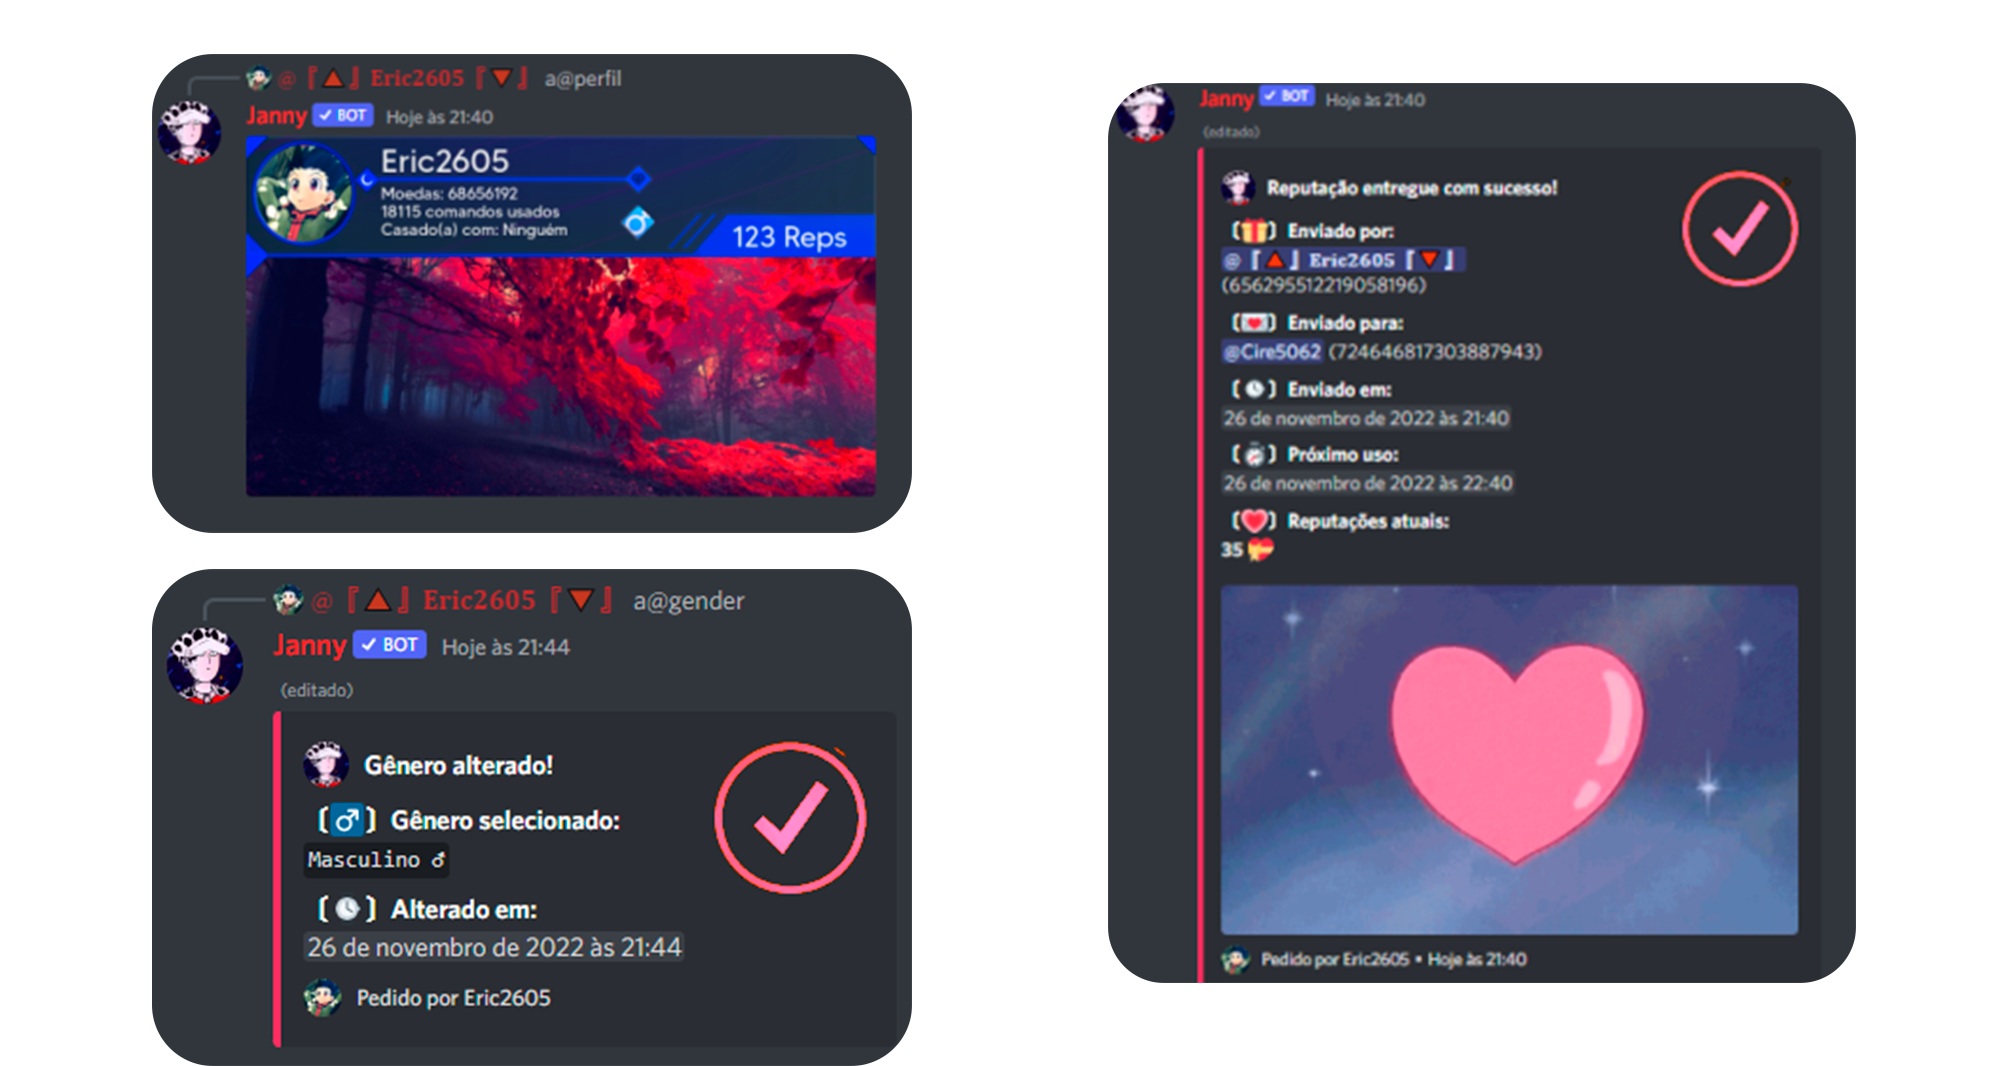 @『🔺』Eric2605『🔻』 a@perfil
Janny ✓ BOT Hoje às 21:40
Eric2605
Moedas: 68656192
18115 comandos usados
Casado(a) com: Ninguém
123 Reps
@『🔺』Eric2605『🔻』 a@gender
Janny ✓ BOT Hoje às 21:44
(editado)
Gênero alterado!
[♂] Gênero selecionado:
Masculino ♂
[🕒] Alterado em:
26 de novembro de 2022 às 21:44
Pedido por Eric2605
Janny ✓ BOT Hoje às 21:40
(editado)
Reputação entregue com sucesso!
[🎁] Enviado por:
@『🔺』Eric2605『🔻』
(656295512219058196)
[💌] Enviado para:
@Cire5062 (724646817303887943)
[🕒] Enviado em:
26 de novembro de 2022 às 21:40
[⏱] Próximo uso:
26 de novembro de 2022 às 22:40
[❤] Reputações atuais:
35 💝
Pedido por Eric2605 • Hoje às 21:40